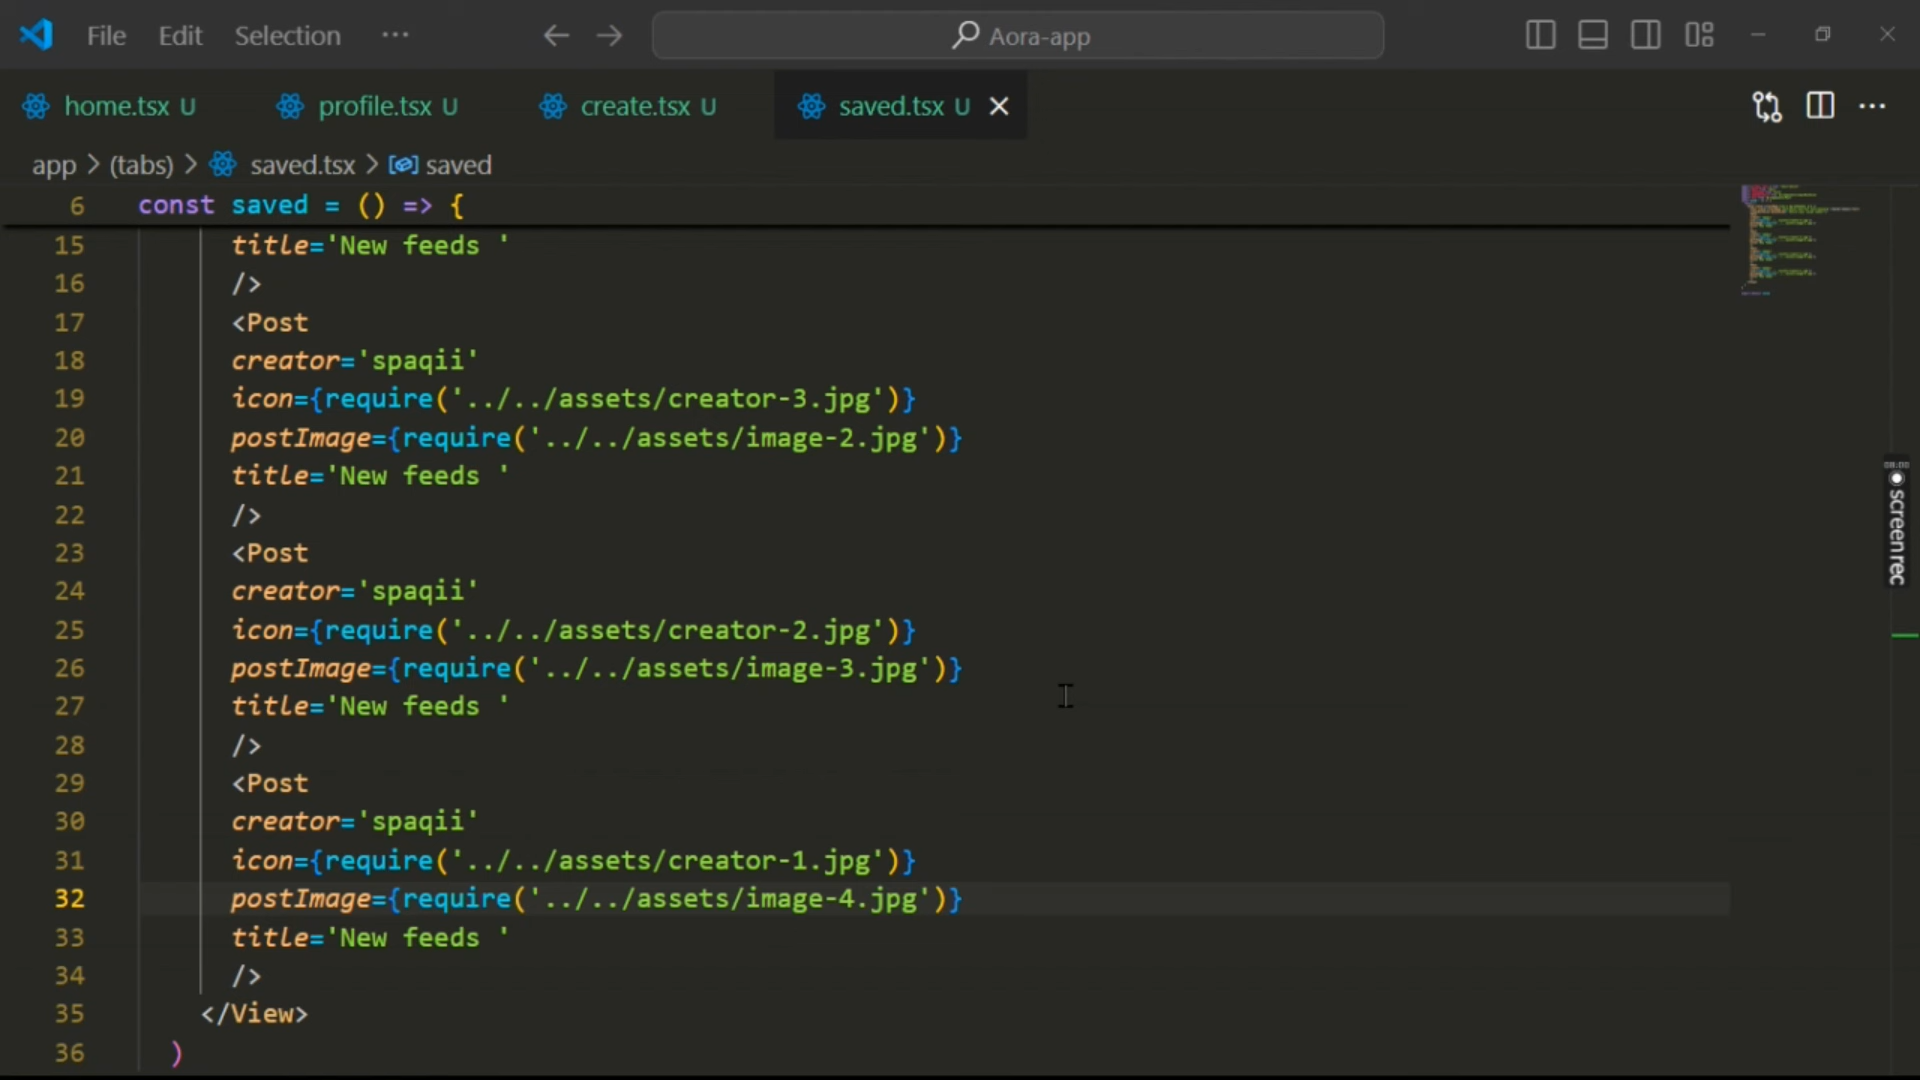 File Edit Selection ··· Aora-app
home.tsx U profile.tsx U create.tsx U saved.tsx U
app > (tabs) > saved.tsx > saved
6 const saved = () => {
15 title='New feeds '
16 />
17 <Post
18 creator='spaqii'
19 icon={require('../../assets/creator-3.jpg')}
20 postImage={require('../../assets/image-2.jpg')}
21 title='New feeds '
22 />
23 <Post
24 creator='spaqii'
25 icon={require('../../assets/creator-2.jpg')}
26 postImage={require('../../assets/image-3.jpg')}
27 title='New feeds '
28 />
29 <Post
30 creator='spaqii'
31 icon={require('../../assets/creator-1.jpg')}
32 postImage={require('../../assets/image-4.jpg')}
33 title='New feeds '
34 />
35 </View>
36 )
screenrec